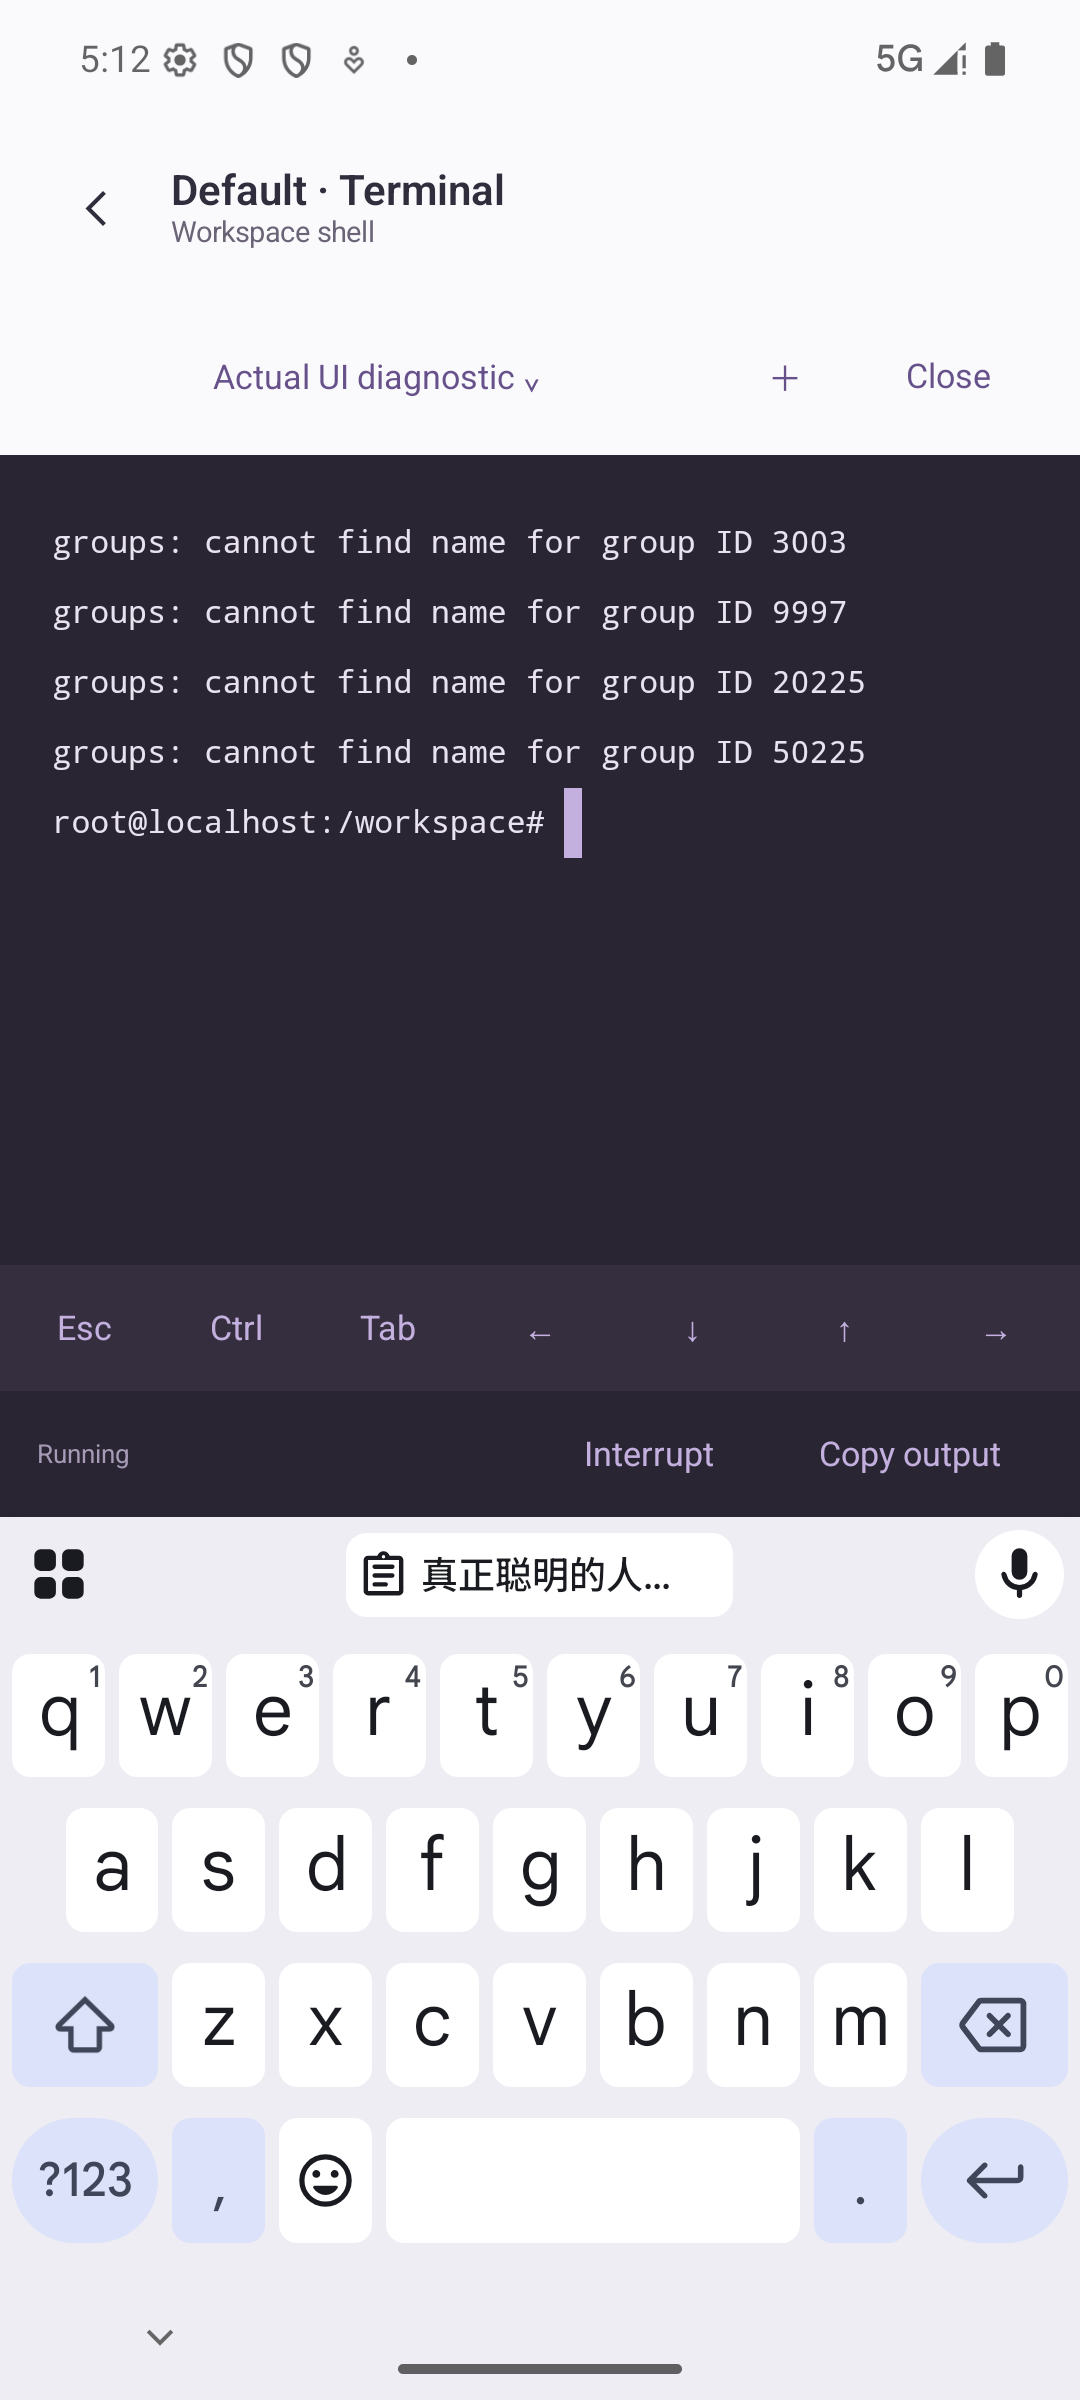 5:12 5G
Default · Terminal
Workspace shell
Actual UI diagnostic
+ Close
groups: cannot find name for group ID 3003
groups: cannot find name for group ID 9997
groups: cannot find name for group ID 20225
groups: cannot find name for group ID 50225
root@localhost:/workspace#
Esc Ctrl Tab ← ↓ ↑ →
Running Interrupt Copy output
真正聪明的人...
q 1 w 2 e 3 r 4 t 5 y 6 u 7 i 8 o 9 p 0
a s d f g h j k l
z x c v b n m
?123 , .